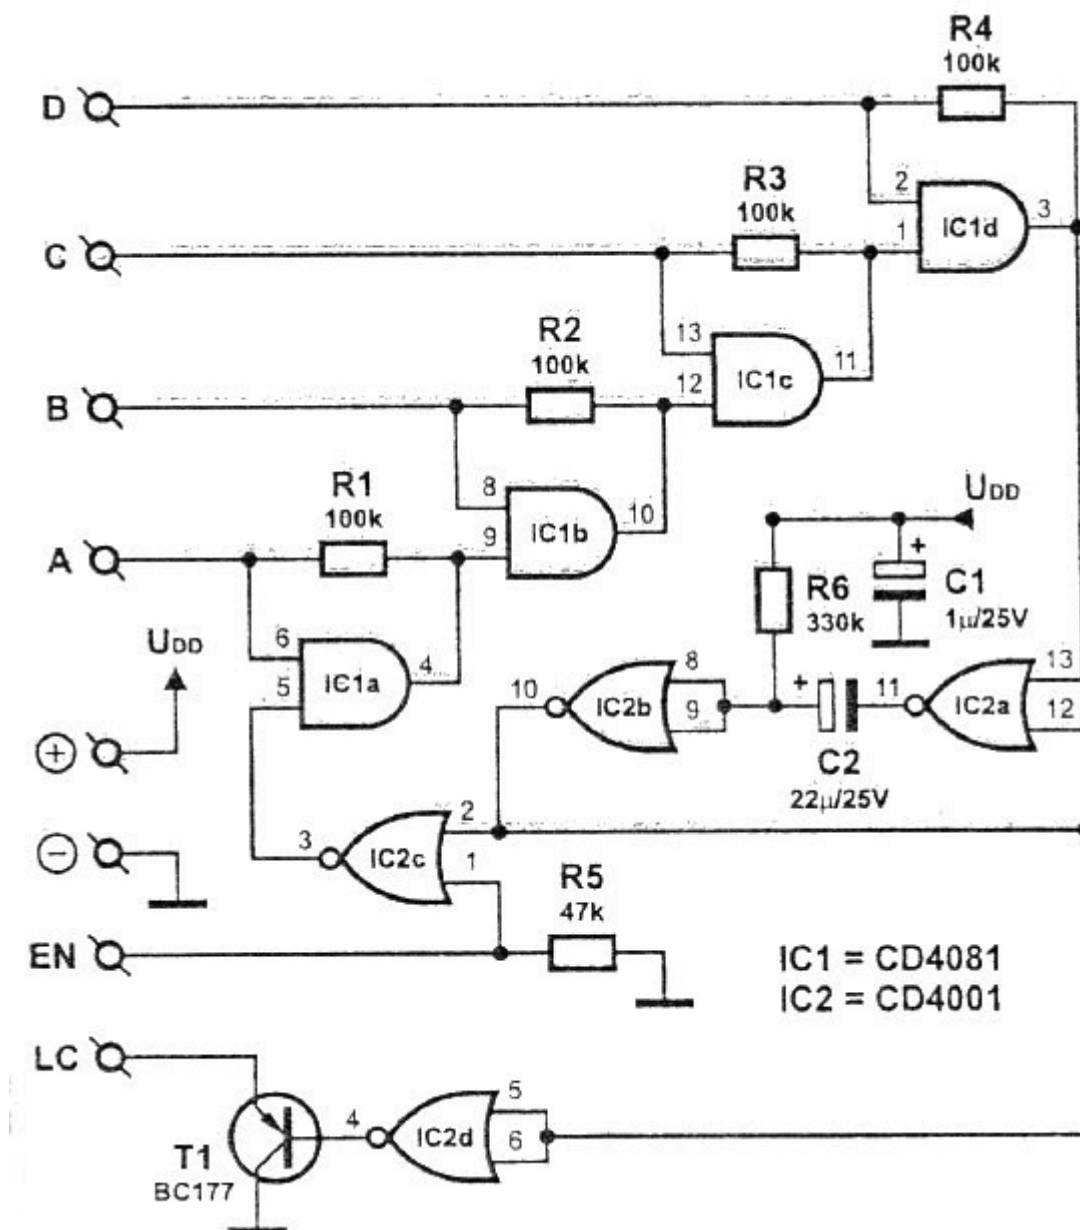 R4
100k
D
2
3
IC1d
1
R3
100k
C
13
11
IC1c
12
R2
100k
B
8
10
IC1b
9
R1
100k
A
6
4
IC1a
5
UDD
+
R6
330k
C1
1µ/25V
UDD
+
−
10
IC2b
8
9
+
C2
22µ/25V
11
IC2a
13
12
3
IC2c
2
1
R5
47k
EN
IC1 = CD4081
IC2 = CD4001
LC
T1
BC177
4
IC2d
5
6